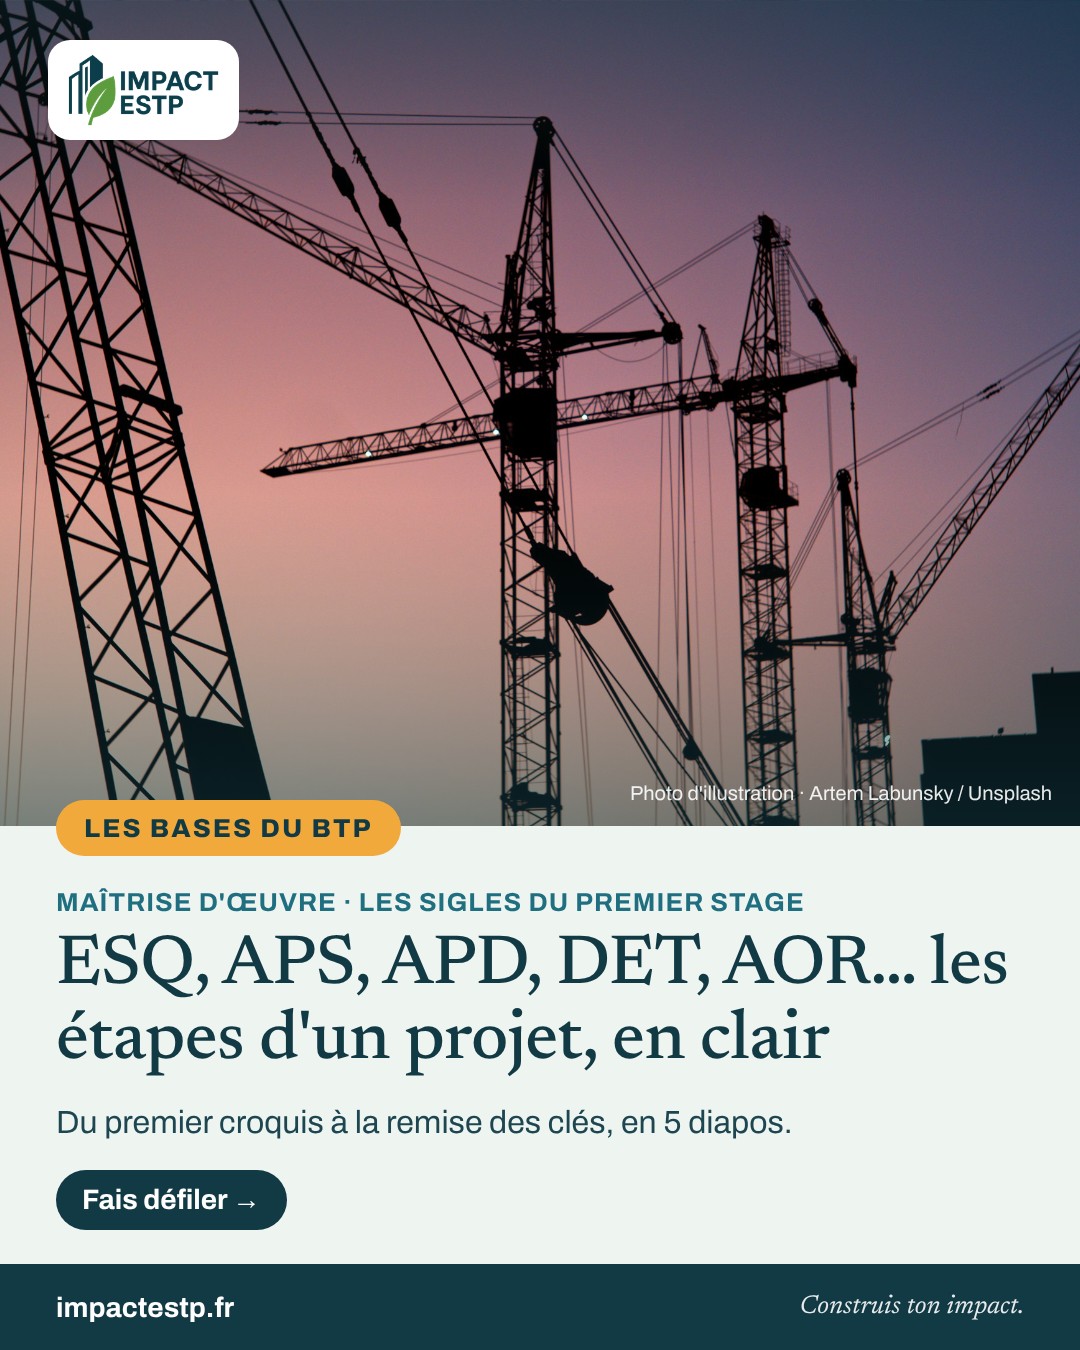 IMPACT
ESTP
Photo d'illustration · Artem Labunsky / Unsplash
LES BASES DU BTP
MAÎTRISE D'ŒUVRE · LES SIGLES DU PREMIER STAGE
ESQ, APS, APD, DET, AOR... les
étapes d'un projet, en clair
Du premier croquis à la remise des clés, en 5 diapos.
Fais défiler →
impactestp.fr
Construis ton impact.